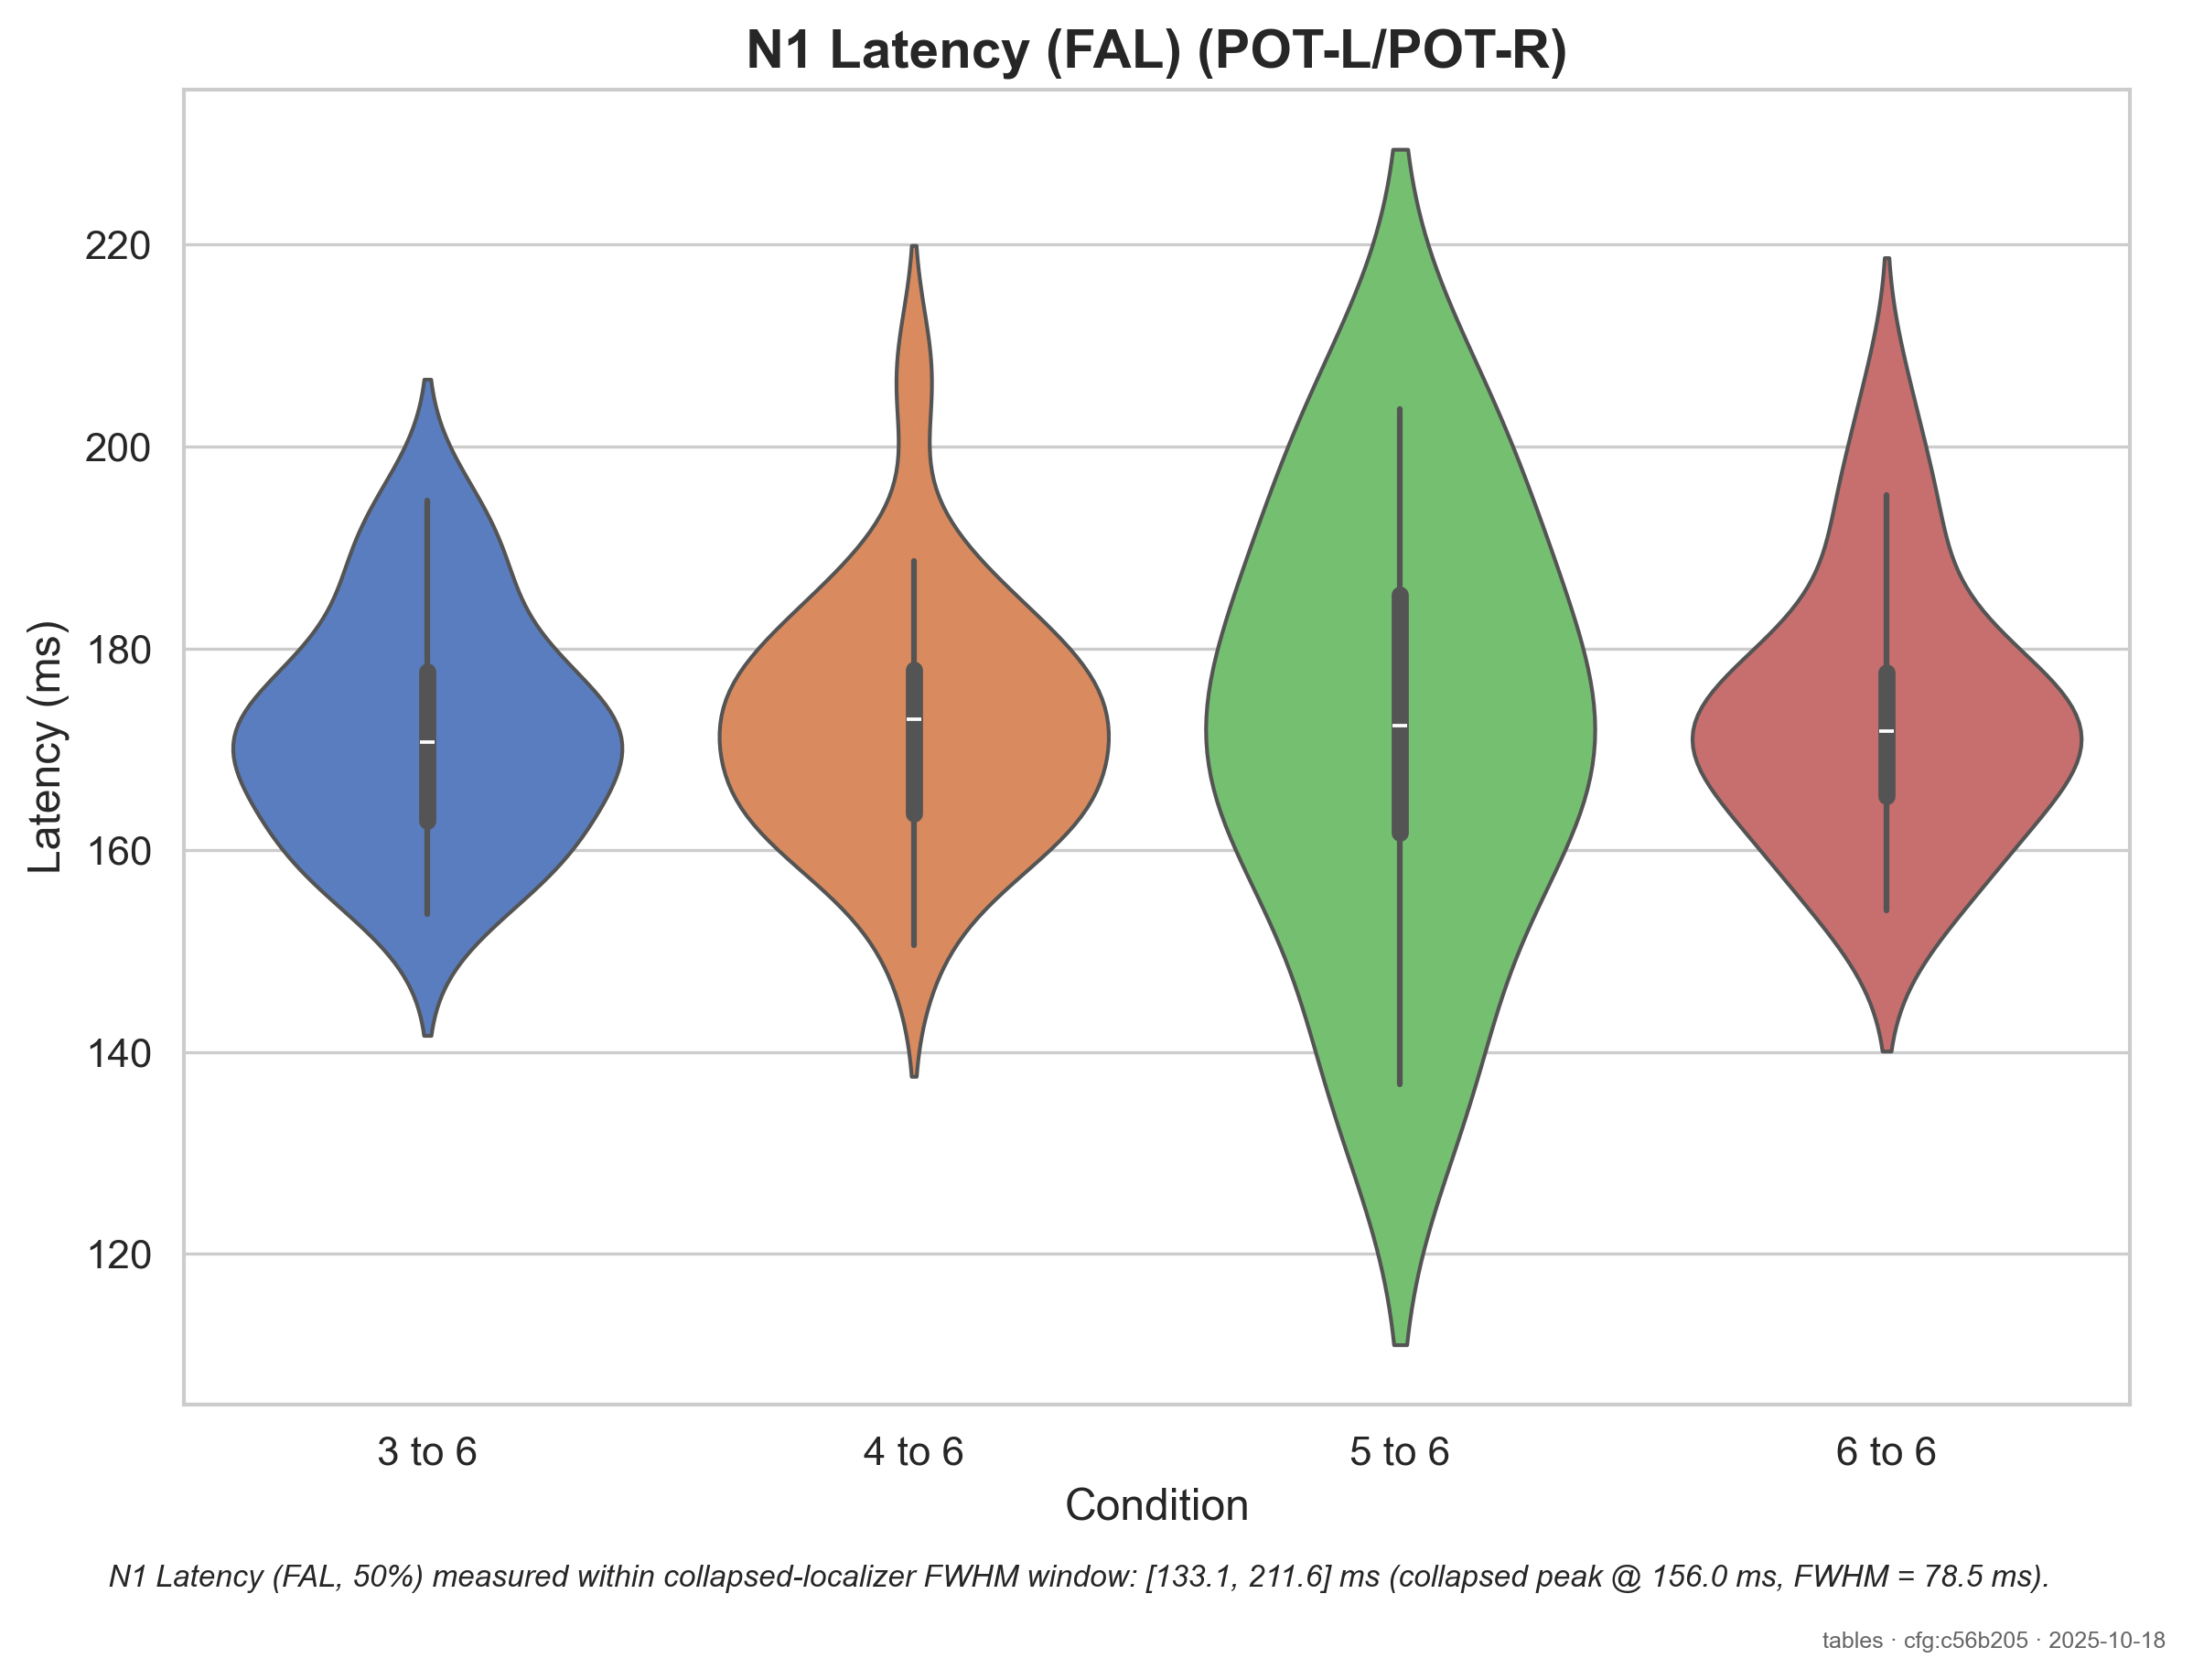 N1 Latency (FAL) (POT-L/POT-R)
Latency (ms)
220
200
180
160
140
120
3 to 6
4 to 6
5 to 6
6 to 6
Condition
N1 Latency (FAL, 50%) measured within collapsed-localizer FWHM window: [133.1, 211.6] ms (collapsed peak @ 156.0 ms, FWHM = 78.5 ms).
tables · cfg:c56b205 · 2025-10-18